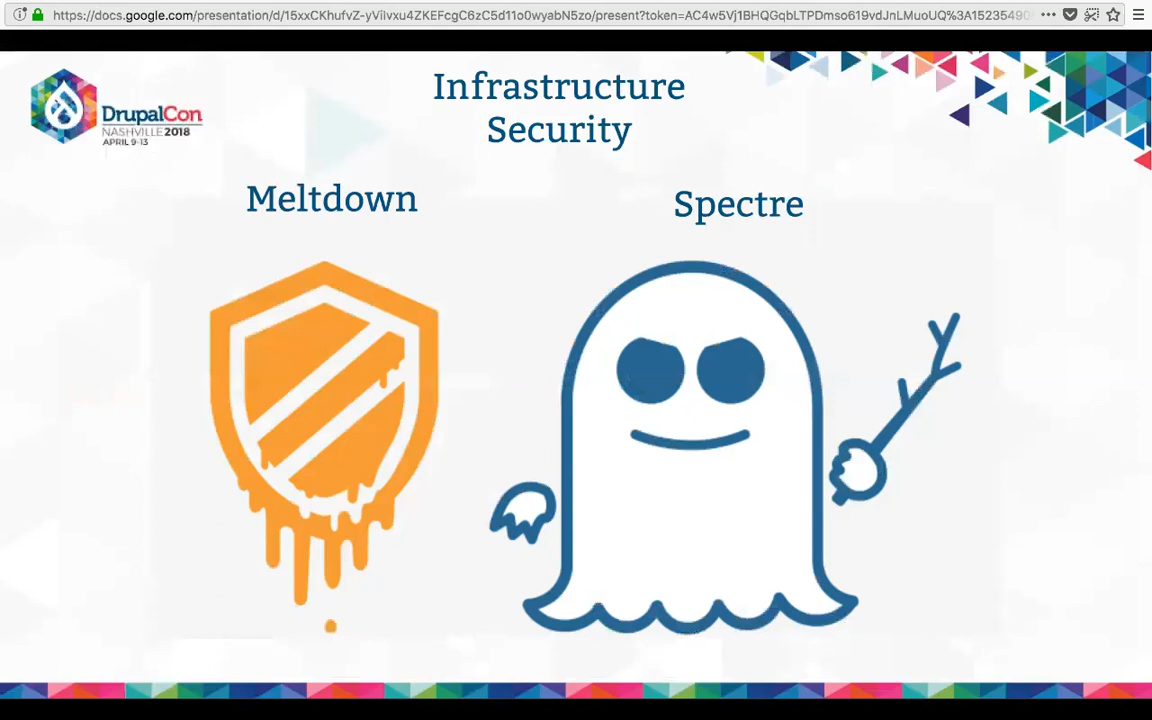 https://docs.google.com/presentation/d/15xxCKhufvZ-yVilvxu4ZKEFcgC6zC5d11o0wyabN5zo/present?token=AC4w5Vj1BHQGqbLTPDmso619vdJnLMuoUQ%3A15235490
Infrastructure
Security
DrupalCon
NASHVILLE 2018
APRIL 9-13
Meltdown
Spectre